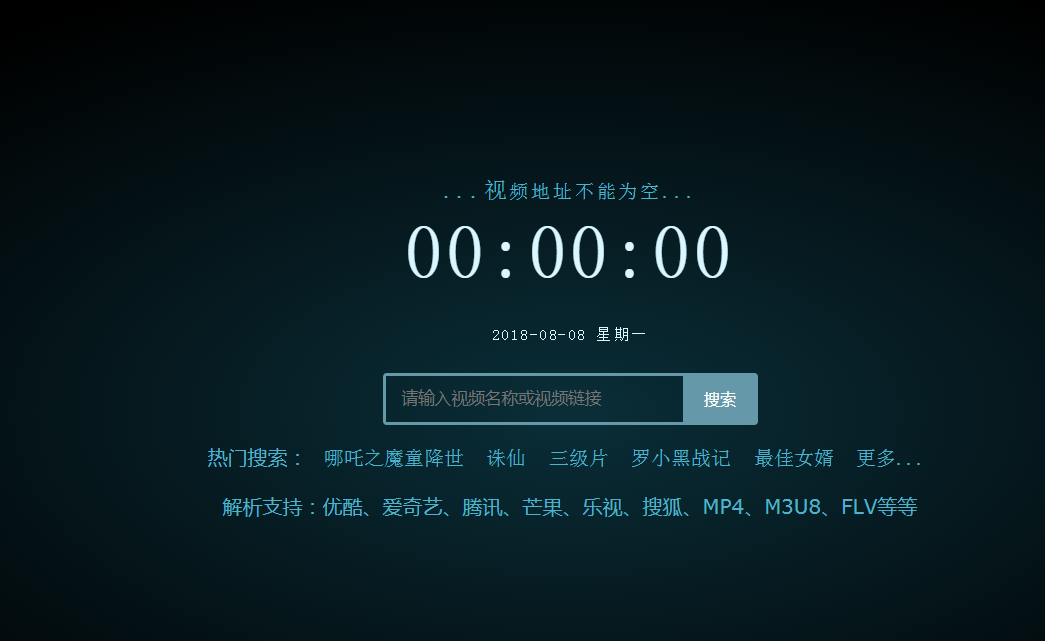 ...视频地址不能为空...
00:00:00
2018-08-08 星期一
请输入视频名称或视频链接 搜索
热门搜索： 哪吒之魔童降世 诛仙 三级片 罗小黑战记 最佳女婿 更多...
解析支持：优酷、爱奇艺、腾讯、芒果、乐视、搜狐、MP4、M3U8、FLV等等